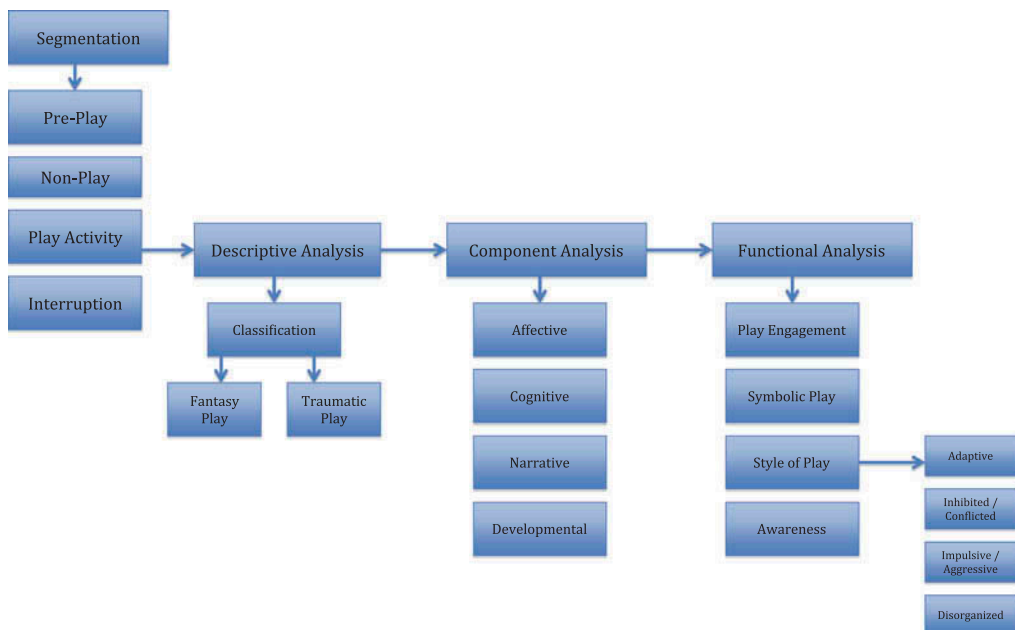 Segmentation
Pre-Play
Non-Play
Play Activity
Interruption
Descriptive Analysis
Classification
Fantasy
Play
Traumatic
Play
Component Analysis
Affective
Cognitive
Narrative
Developmental
Functional Analysis
Play Engagement
Symbolic Play
Style of Play
Awareness
Adaptive
Inhibited /
Conflicted
Impulsive /
Aggressive
Disorganized